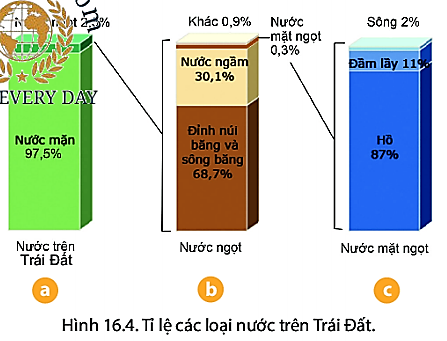 Khác 0,9%
Nước
mặt ngọt
0,3%
Sông 2%
Nước ngầm
30,1%
Đầm lầy 11%
EVERY DAY
Nước mặn
97,5%
Đỉnh núi
băng và
sông băng
68,7%
Hồ
87%
Nước trên
Trái Đất
Nước ngọt
Nước mặt ngọt
a
b
c
Hình 16.4. Tỉ lệ các loại nước trên Trái Đất.